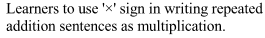 Learners to use '×' sign in writing repeated
addition sentences as multiplication.